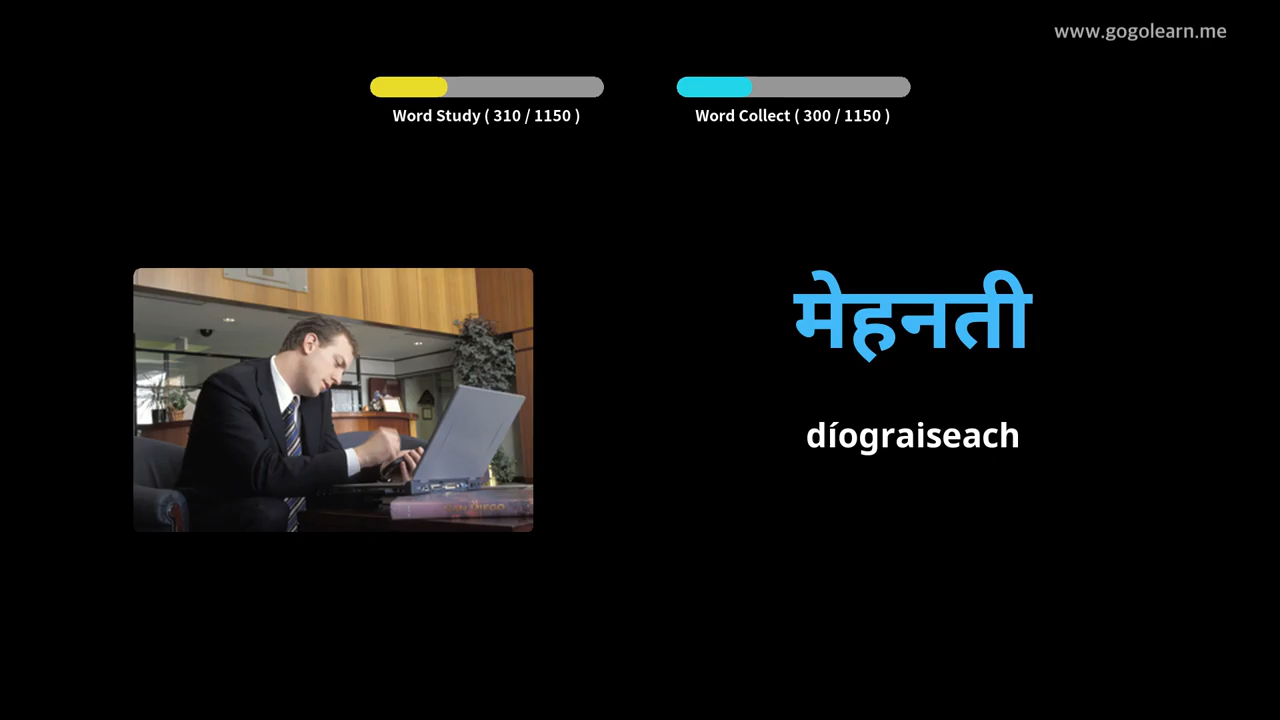 www.gogolearn.me
Word Study ( 310 / 1150 )
Word Collect ( 300 / 1150 )
मेहनती
díograiseach